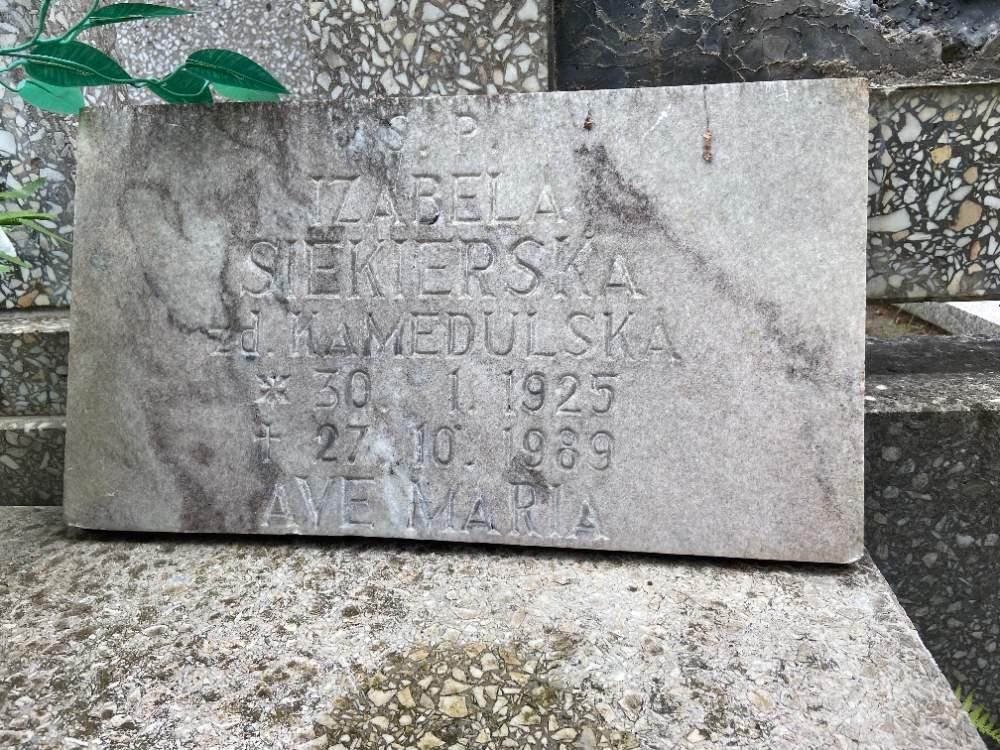 Ś. P.
IZABELA
SIEKIERSKA
zd. KAMEDULSKA
* 30. 1. 1925
† 27. 10. 1989
AVE MARIA